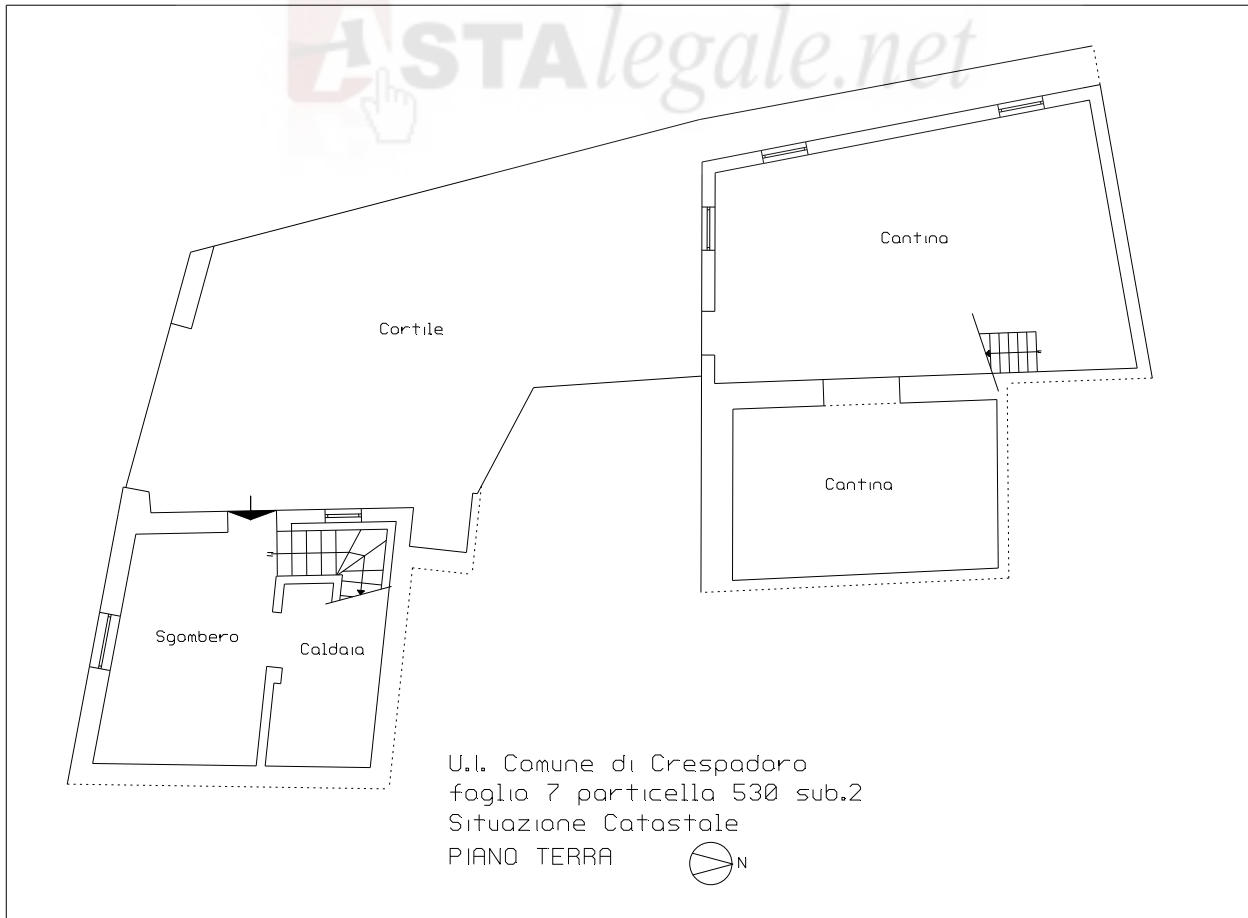 ASTAlegale.net
Cantina
Cortile
Cantina
Sgombero
Caldaia
U.I. Comune di Crespadoro
foglio 7 particella 530 sub.2
Situazione Catastale
PIANO TERRA
N